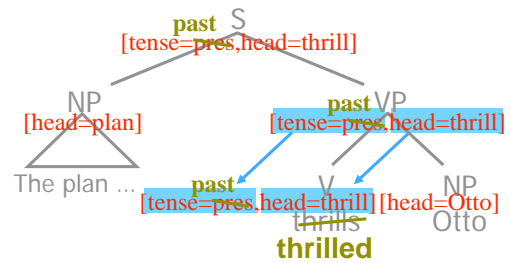 past S
[tense=pres,head=thrill]
NP past VP
[head=plan] [tense=pres,head=thrill]
The plan ... past V NP
[tense=pres,head=thrill] [head=Otto]
thrills Otto
thrilled